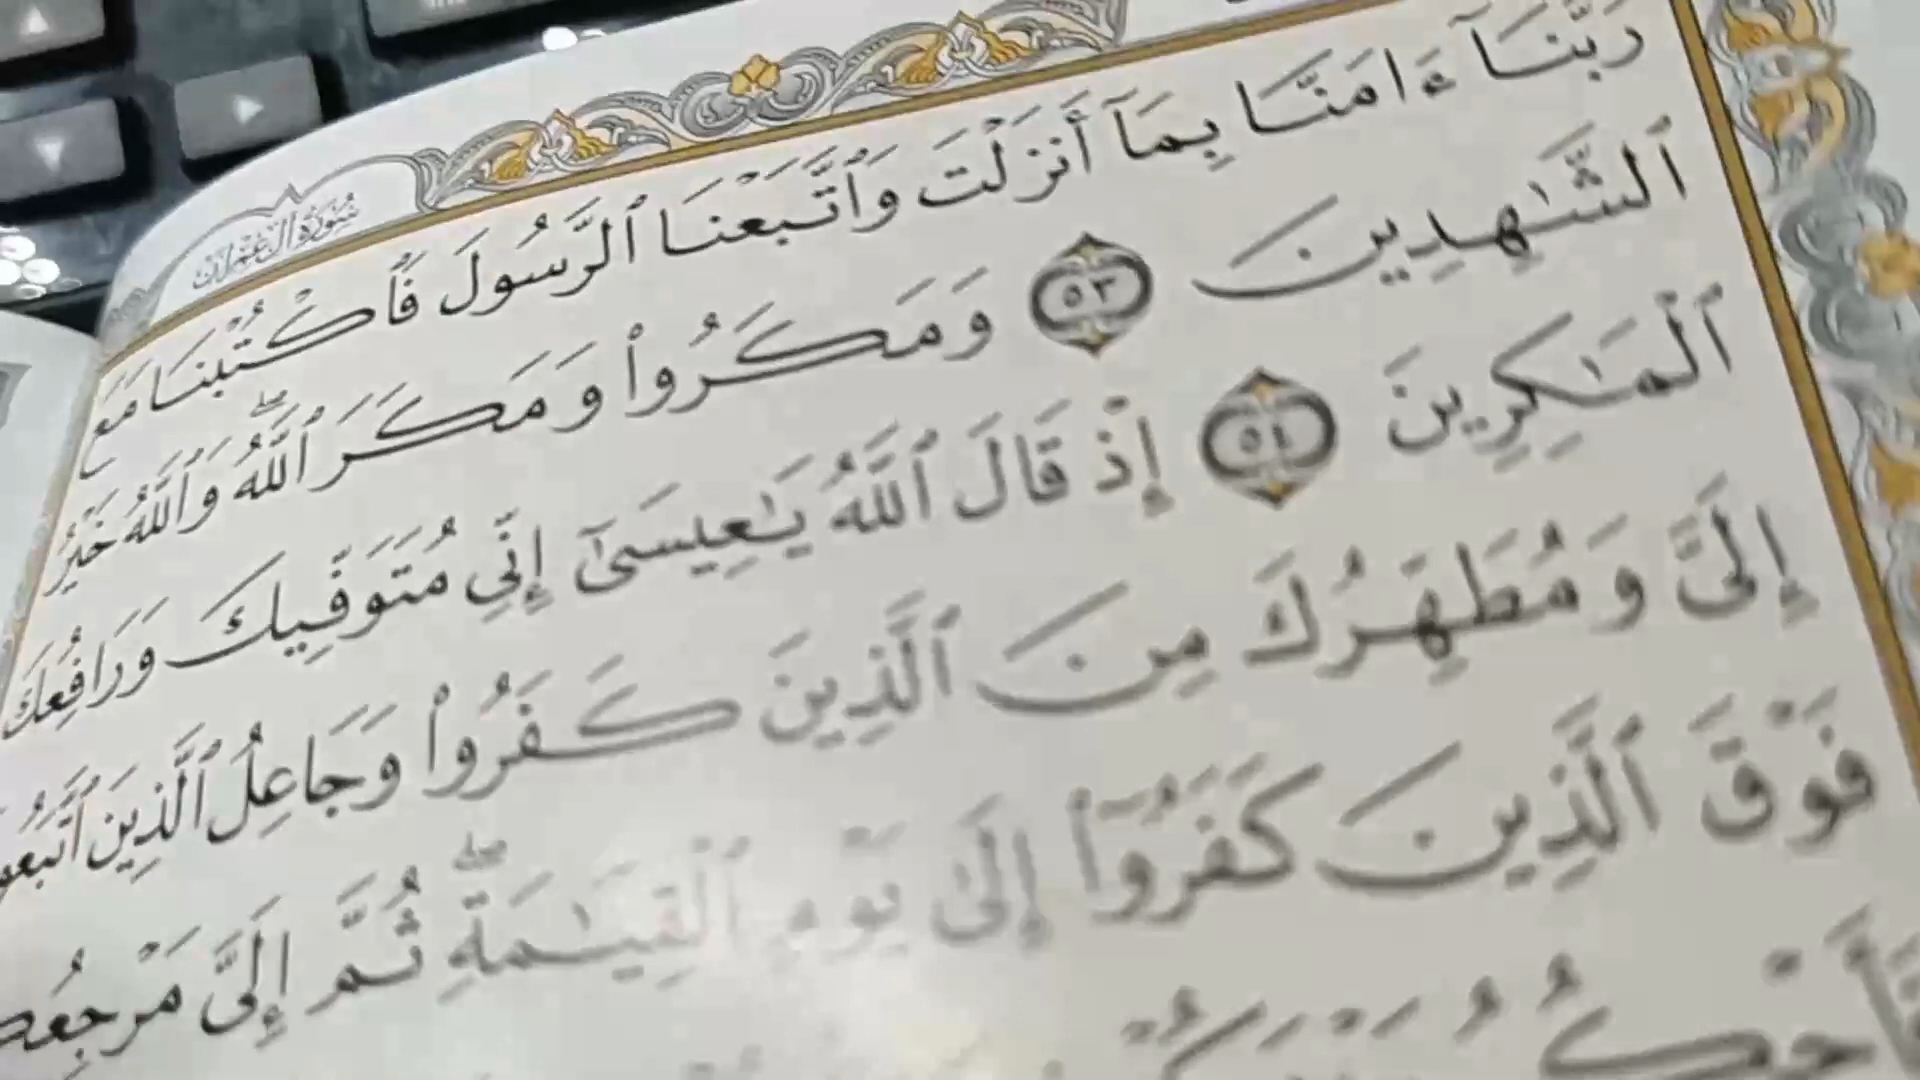 سُورَةُ آلِ عِمْرَان
رَبَّنَآ ءَامَنَّا بِمَآ أَنزَلْتَ وَٱتَّبَعْنَا ٱلرَّسُولَ فَٱكْتُبْنَا مَعَ
ٱلشَّٰهِدِينَ ٥٣ وَمَكَرُوا۟ وَمَكَرَ ٱللَّهُ ۖ وَٱللَّهُ خَيْرُ
ٱلْمَٰكِرِينَ ٥٤ إِذْ قَالَ ٱللَّهُ يَٰعِيسَىٰٓ إِنِّى مُتَوَفِّيكَ وَرَافِعُكَ
إِلَىَّ وَمُطَهِّرُكَ مِنَ ٱلَّذِينَ كَفَرُوا۟ وَجَاعِلُ ٱلَّذِينَ
فَوْقَ ٱلَّذِينَ كَفَرُوٓا۟ إِلَىٰ يَوْمِ ٱلْقِيَٰمَةِ ۖ ثُمَّ إِلَىَّ